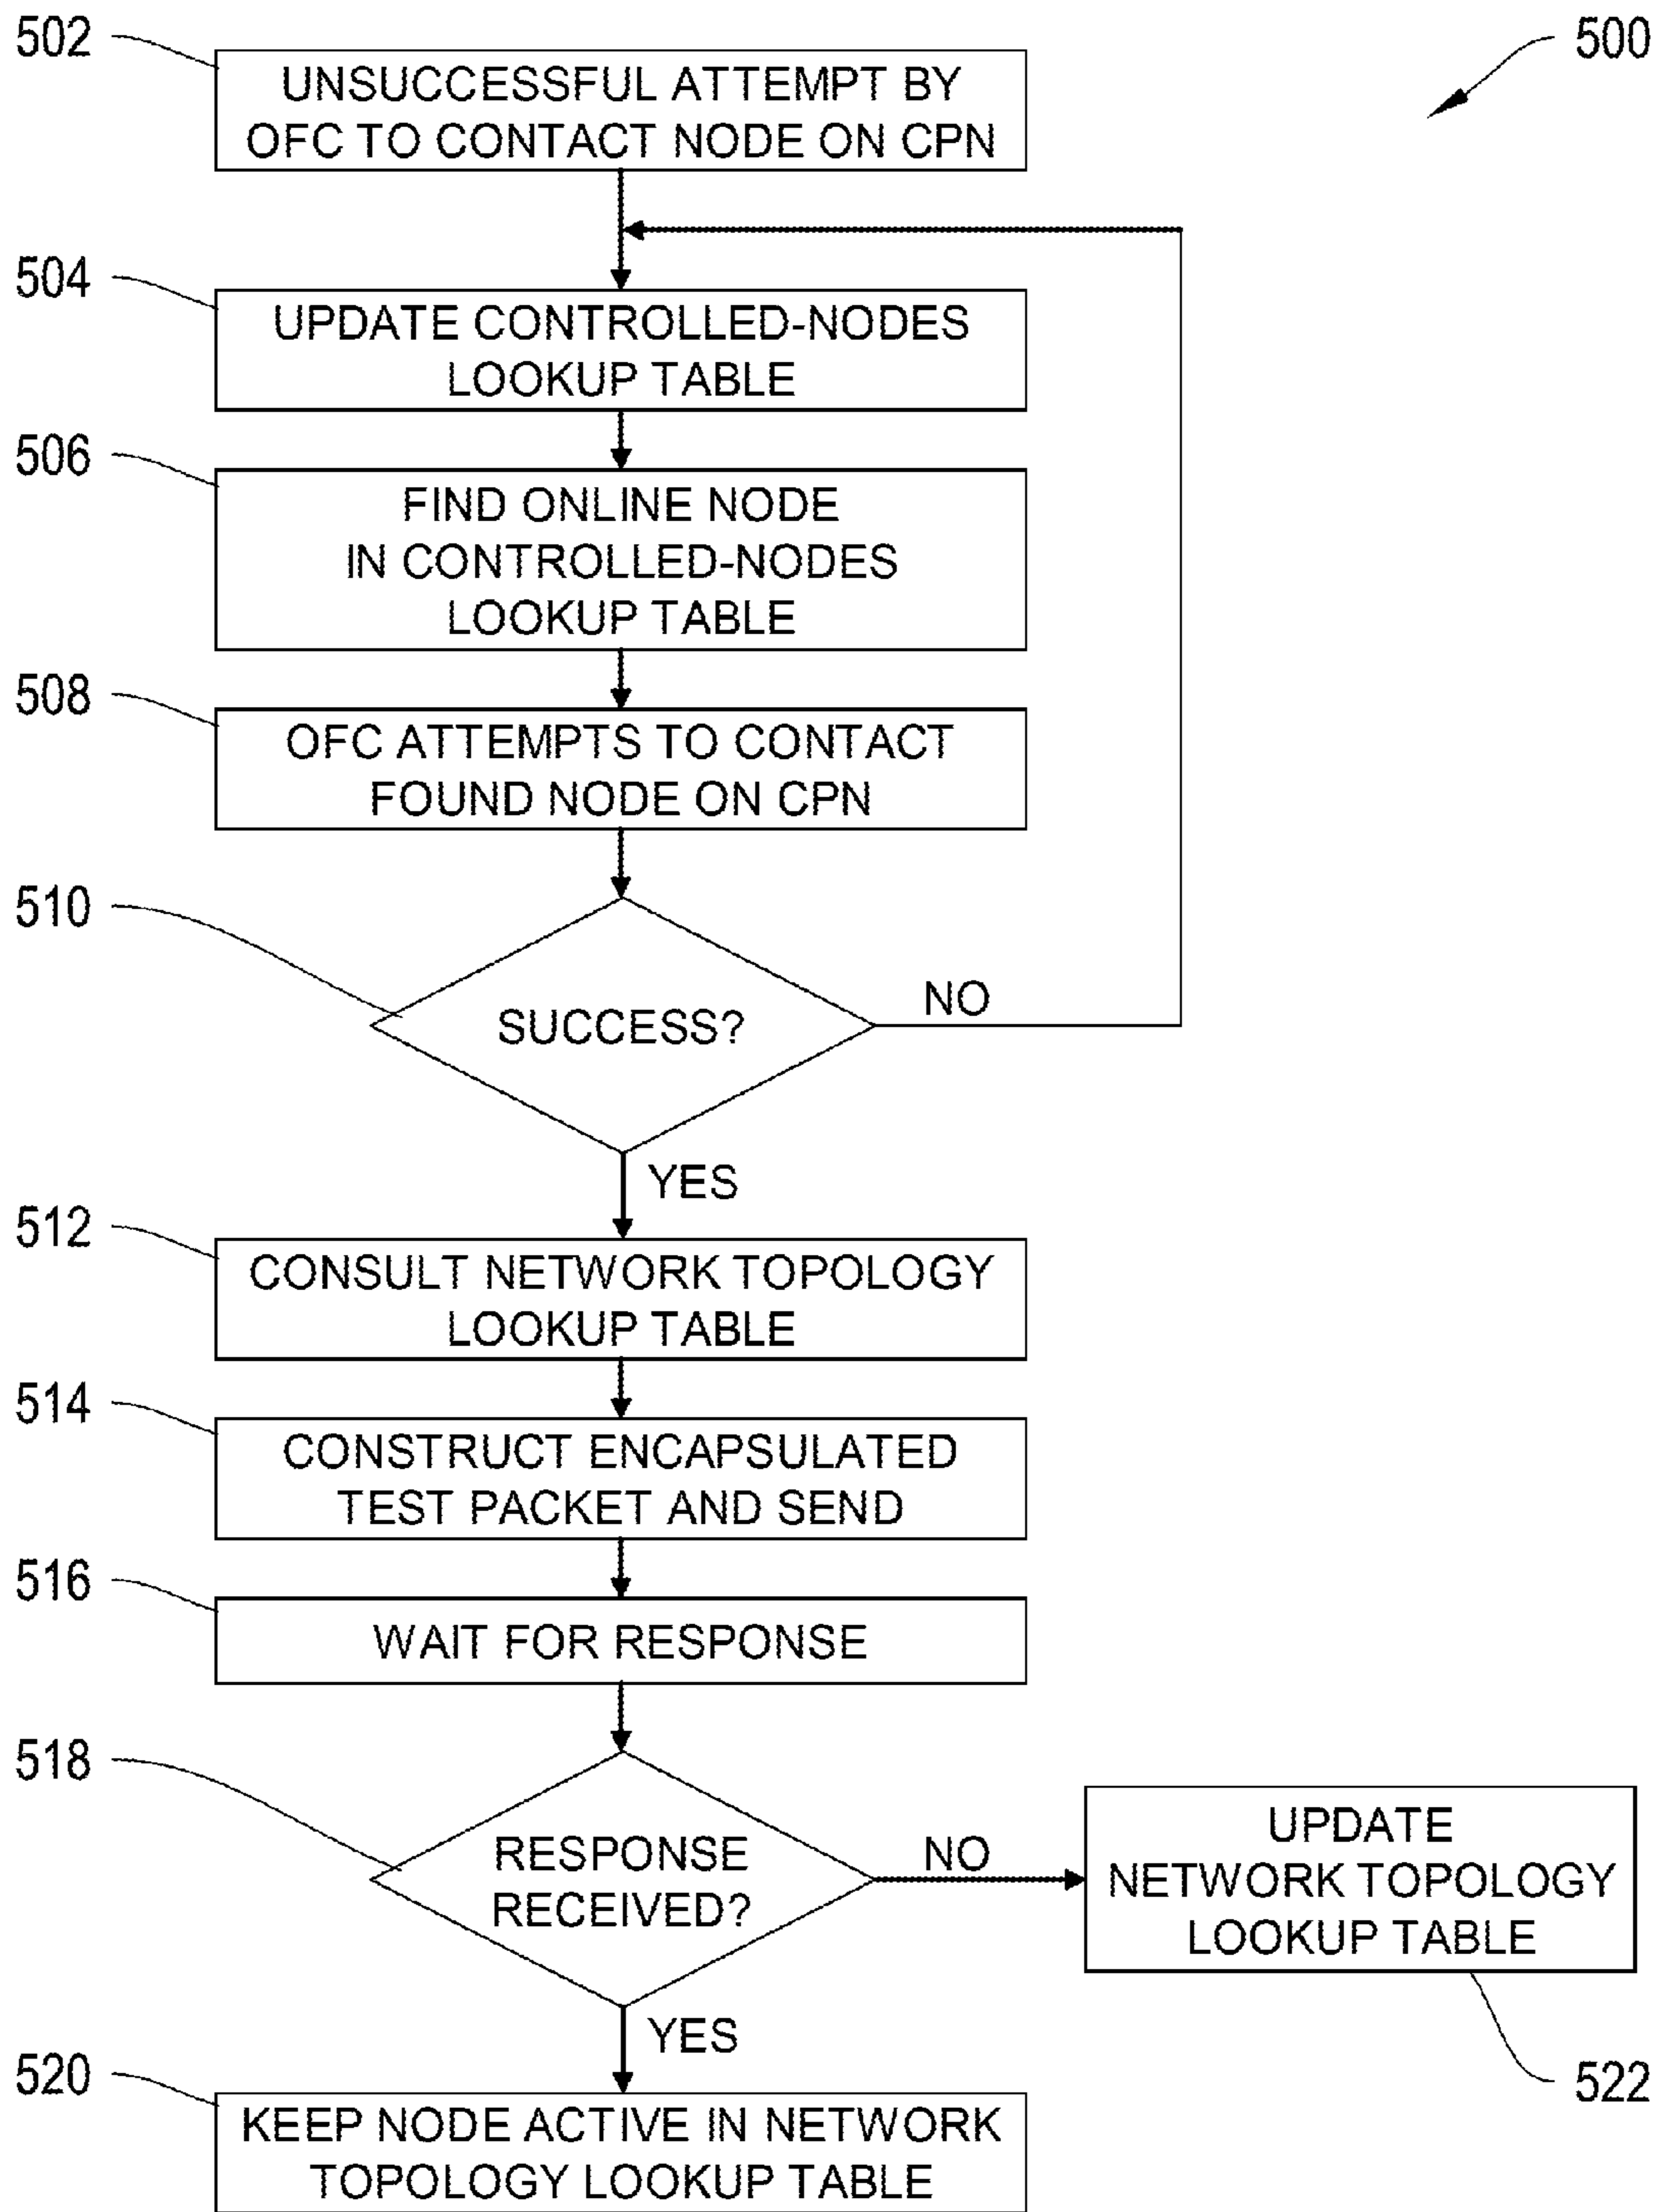 502
500
UNSUCCESSFUL ATTEMPT BY
OFC TO CONTACT NODE ON CPN
504
UPDATE CONTROLLED-NODES
LOOKUP TABLE
506
FIND ONLINE NODE
IN CONTROLLED-NODES
LOOKUP TABLE
508
OFC ATTEMPTS TO CONTACT
FOUND NODE ON CPN
510
SUCCESS?
NO
YES
512
CONSULT NETWORK TOPOLOGY
LOOKUP TABLE
514
CONSTRUCT ENCAPSULATED
TEST PACKET AND SEND
516
WAIT FOR RESPONSE
518
RESPONSE
RECEIVED?
NO
UPDATE
NETWORK TOPOLOGY
LOOKUP TABLE
522
YES
520
KEEP NODE ACTIVE IN NETWORK
TOPOLOGY LOOKUP TABLE